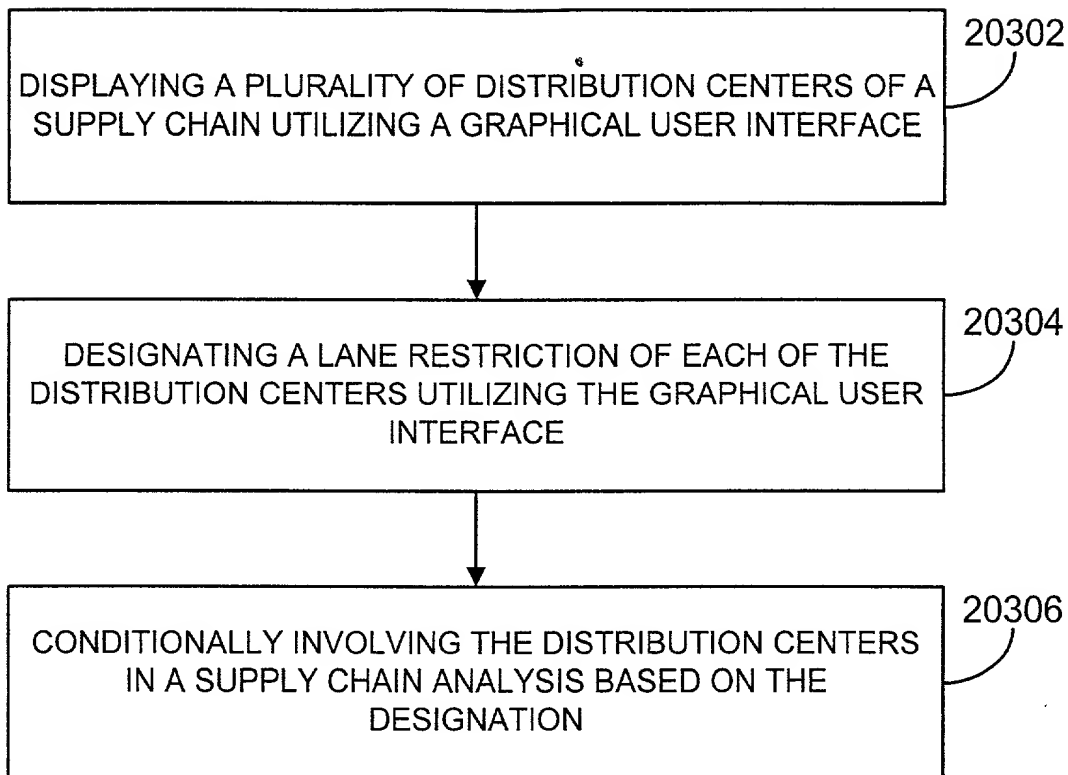 20302
DISPLAYING A PLURALITY OF DISTRIBUTION CENTERS OF A
SUPPLY CHAIN UTILIZING A GRAPHICAL USER INTERFACE
20304
DESIGNATING A LANE RESTRICTION OF EACH OF THE
DISTRIBUTION CENTERS UTILIZING THE GRAPHICAL USER
INTERFACE
20306
CONDITIONALLY INVOLVING THE DISTRIBUTION CENTERS
IN A SUPPLY CHAIN ANALYSIS BASED ON THE
DESIGNATION